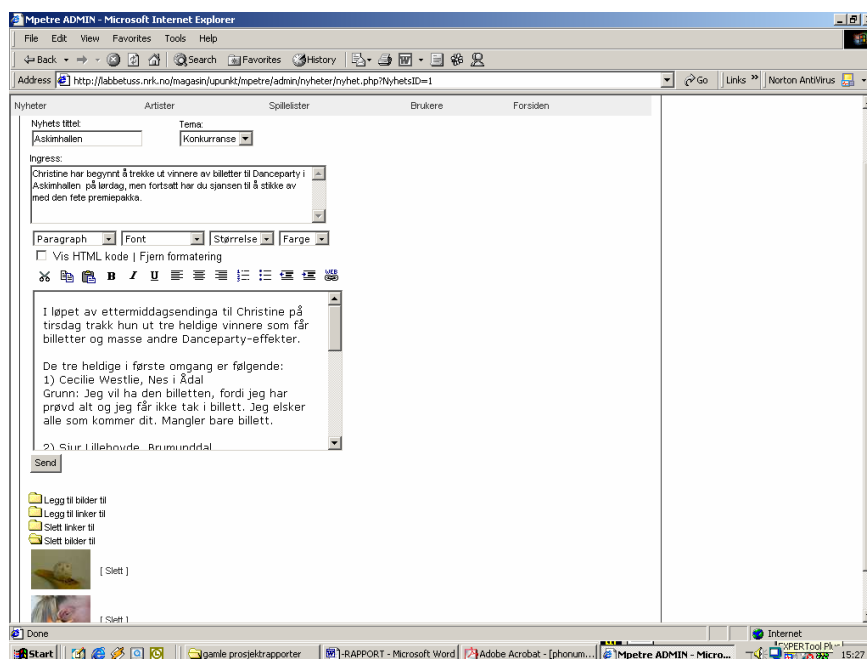 Mpetre ADMIN - Microsoft Internet Explorer
File Edit View Favorites Tools Help
Back Search Favorites History
Address http://labbetuss.nrk.no/magasin/upunkt/mpetre/admin/nyheter/nyhet.php?NyhetsID=1 Go Links » Norton AntiVirus
Nyheter Artister Spillelister Brukere Forsiden
Nyhets tittel: Tema:
Askimhallen Konkurranse
Ingress:
Christine har begynnt å trekke ut vinnere av billetter til Danceparty i
Askimhallen på lørdag, men fortsatt har du sjansen til å stikke av
med den fete premiepakka.
Paragraph Font Størrelse Farge
Vis HTML kode | Fjern formatering
B I U WEB
I løpet av ettermiddagsendinga til Christine på
tirsdag trakk hun ut tre heldige vinnere som får
billetter og masse andre Danceparty-effekter.
De tre heldige i første omgang er følgende:
1) Cecilie Westlie, Nes i Ådal
Grunn: Jeg vil ha den billetten, fordi jeg har
prøvd alt og jeg får ikke tak i billett. Jeg elsker
alle som kommer dit. Mangler bare billett.
2) Sjur Lillehovde, Brumunddal
Send
Legg til bilder til
Legg til linker til
Slett linker til
Slett bilder til
[ Slett ]
[ Slett ]
Done Internet
Start gamle prosjektrapporter -RAPPORT - Microsoft Word Adobe Acrobat - [phonum... Mpetre ADMIN - Micro... 15:27